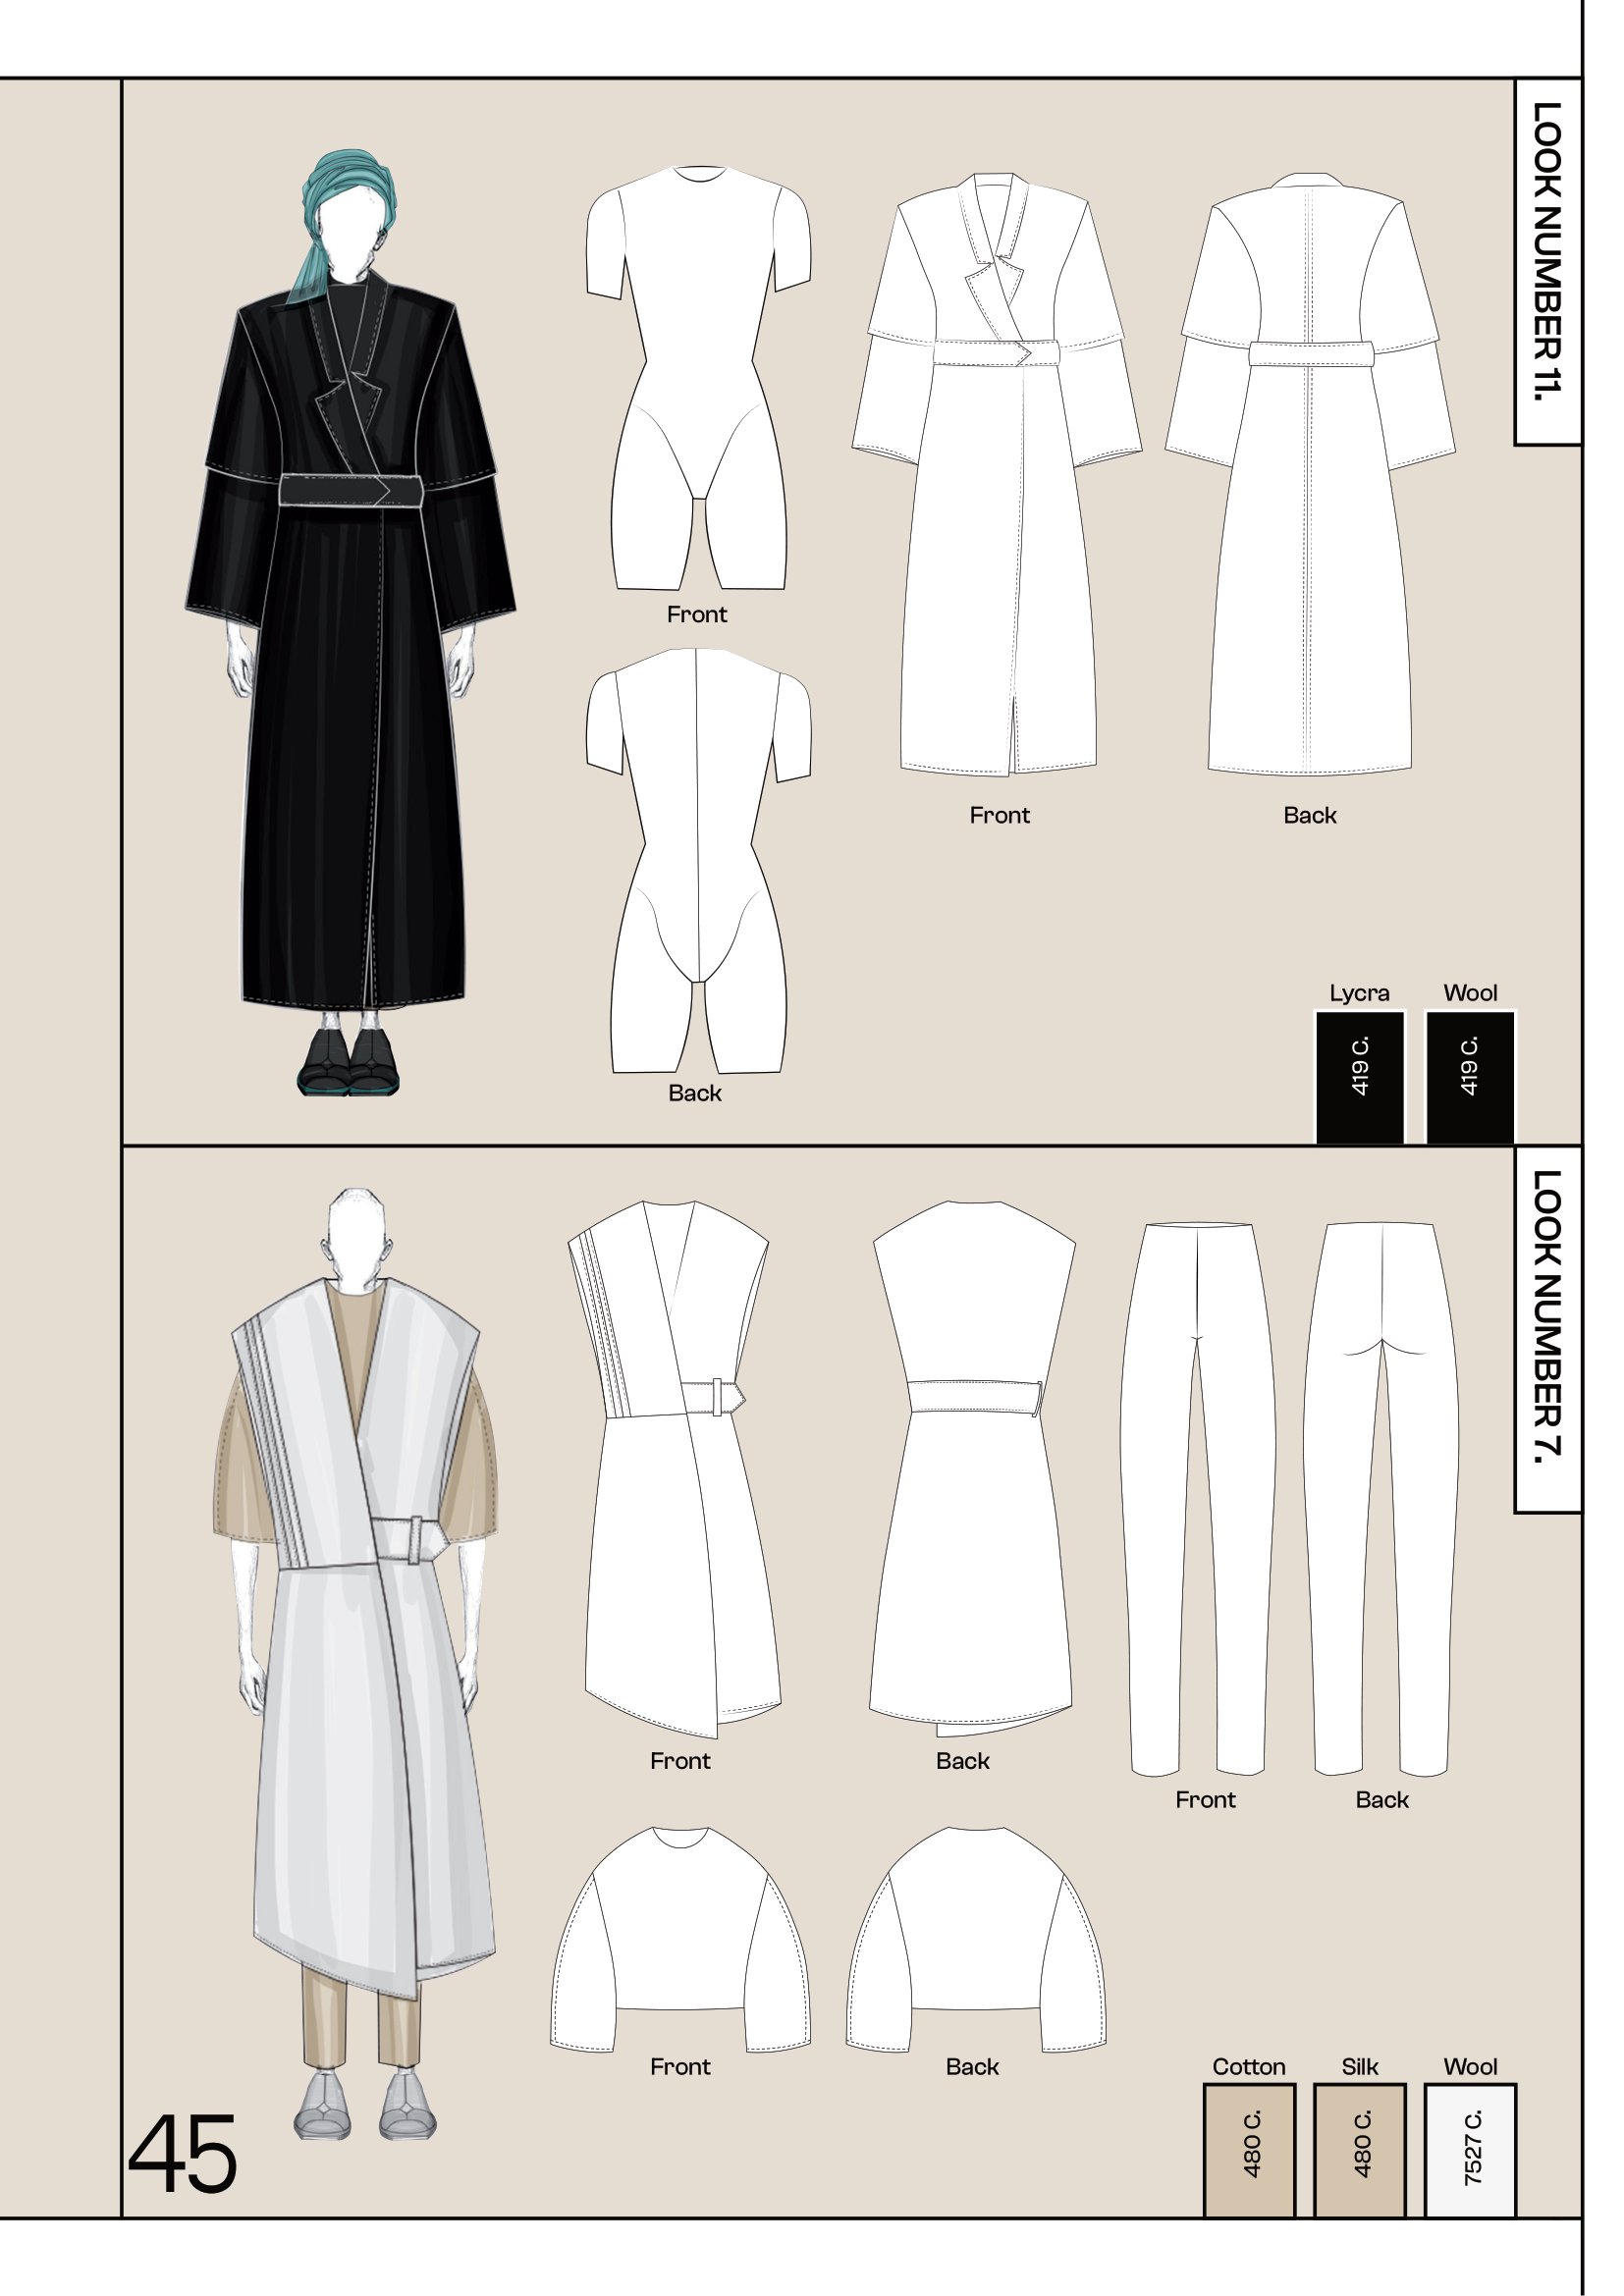 LOOK NUMBER 11.
Front
Front
Back
Back
Lycra
Wool
419 C.
419 C.
LOOK NUMBER 7.
Front
Back
Front
Back
Front
Back
Cotton
Silk
Wool
480 C.
480 C.
7527 C.
45